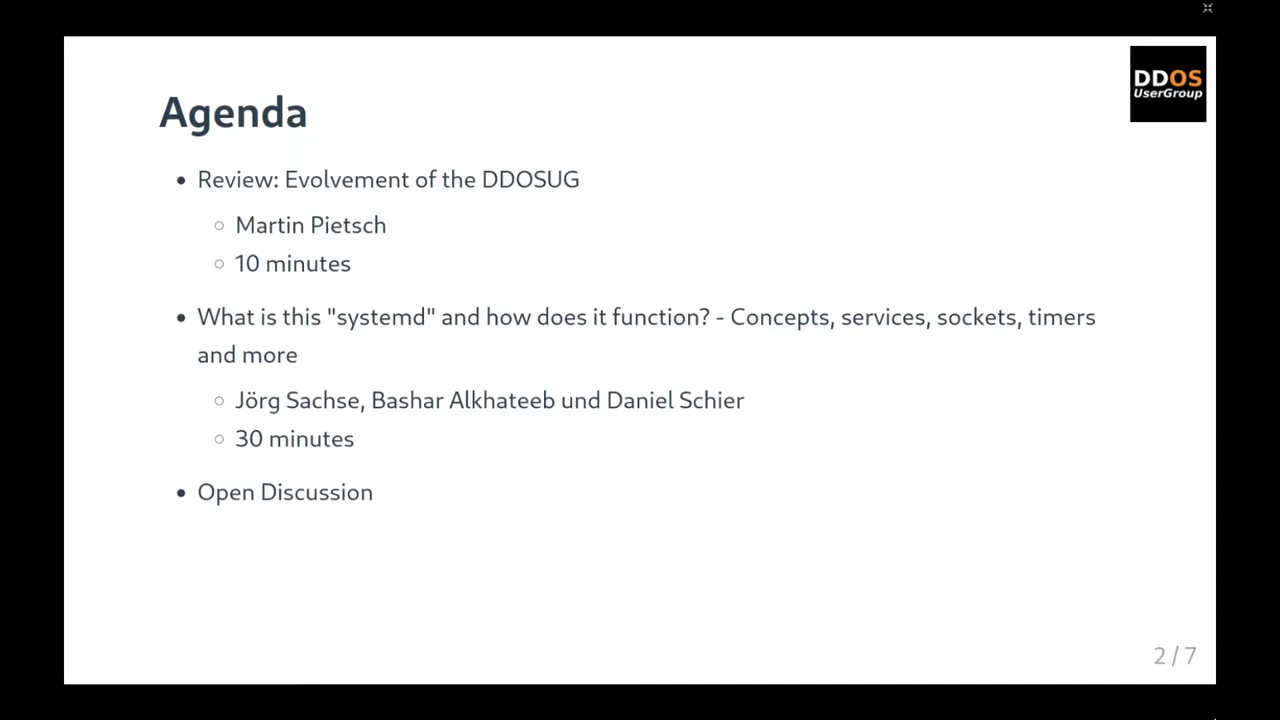 DDOS
UserGroup
Agenda
Review: Evolvement of the DDOSUG
Martin Pietsch
10 minutes
What is this "systemd" and how does it function? - Concepts, services, sockets, timers
and more
Jörg Sachse, Bashar Alkhateeb und Daniel Schier
30 minutes
Open Discussion
2 / 7